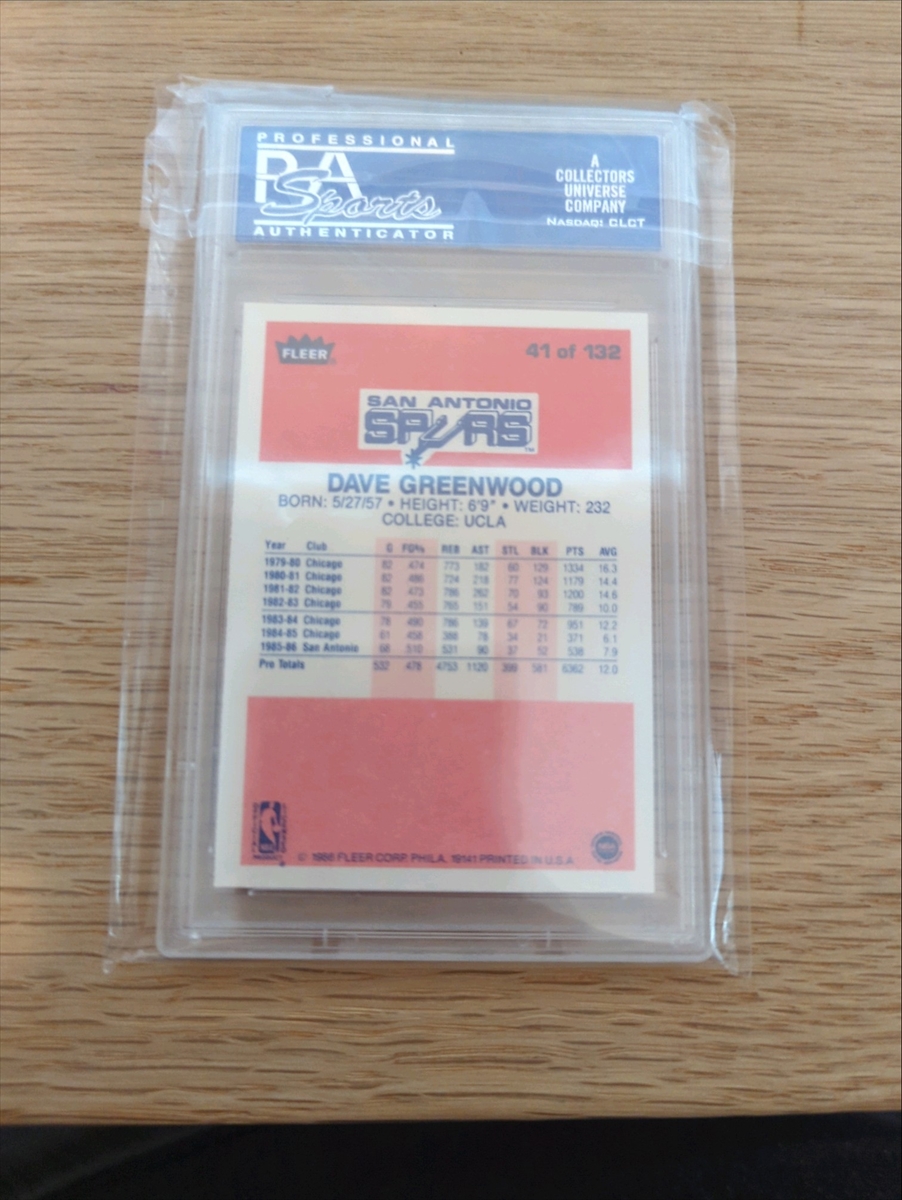 PROFESSIONAL
PSA
Sports
AUTHENTICATOR
A
COLLECTORS
UNIVERSE
COMPANY
NASDAQ: CLCT
FLEER
41 of 132
SAN ANTONIO
SPURS
TM
DAVE GREENWOOD
BORN: 5/27/57 • HEIGHT: 6'9" • WEIGHT: 232
COLLEGE: UCLA
Year Club G FG% REB AST STL BLK PTS AVG
1979-80 Chicago 82 .474 773 182 60 129 1334 16.3
1980-81 Chicago 82 .486 724 218 77 124 1179 14.4
1981-82 Chicago 82 .473 786 262 70 93 1200 14.6
1982-83 Chicago 79 .455 765 151 54 90 789 10.0
1983-84 Chicago 78 .490 786 139 67 72 951 12.2
1984-85 Chicago 61 .458 388 78 34 21 371 6.1
1985-86 San Antonio 68 .510 531 90 37 52 538 7.9
Pro Totals 532 .478 4753 1120 399 581 6362 12.0
© 1986 FLEER CORP. PHILA. 19141 PRINTED IN U.S.A.